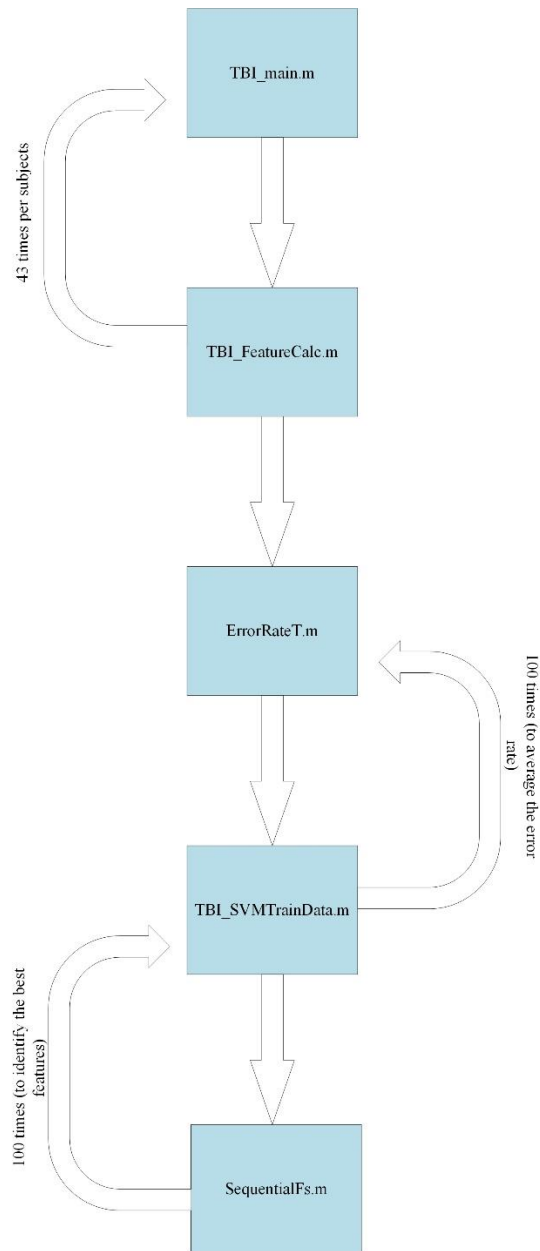 TBI_main.m
43 times per subjects
TBI_FeatureCalc.m
ErrorRateT.m
100 times (to average the error
rate)
TBI_SVMTrainData.m
100 times (to identify the best
features)
SequentialFs.m